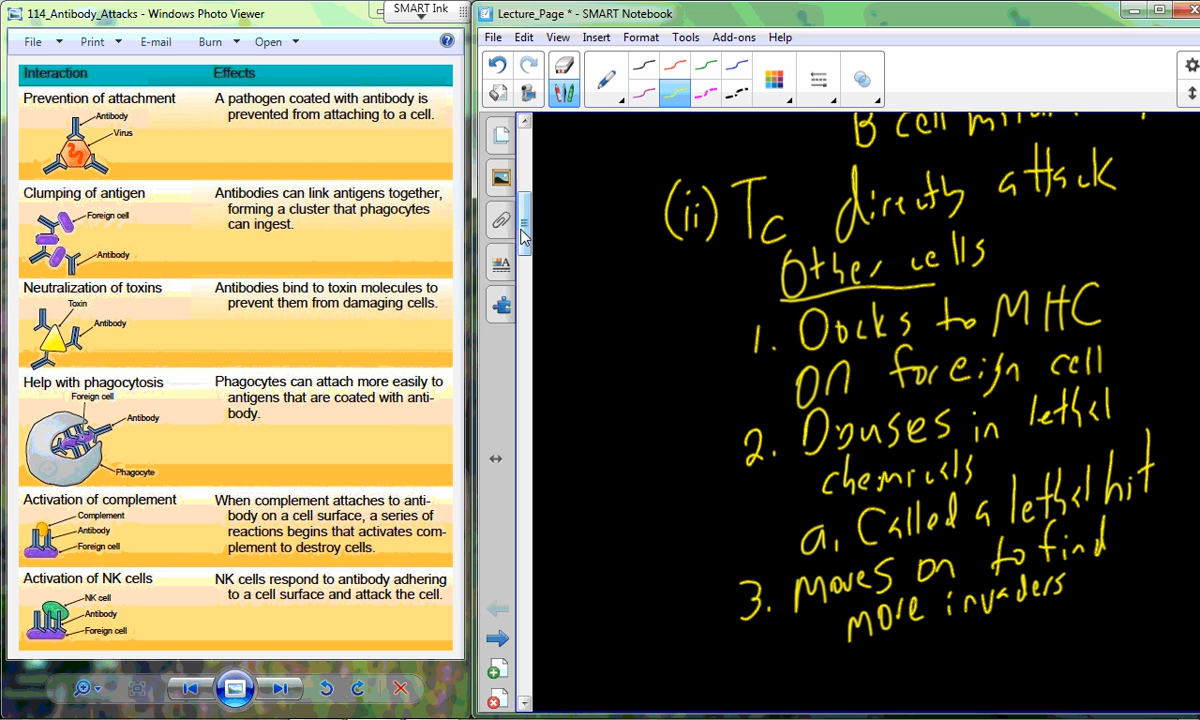 114_Antibody_Attacks - Windows Photo Viewer
SMART Ink
File Print E-mail Burn Open
Interaction Effects
Prevention of attachment
Antibody
Virus
A pathogen coated with antibody is
prevented from attaching to a cell.
Clumping of antigen
Foreign cell
Antibody
Antibodies can link antigens together,
forming a cluster that phagocytes
can ingest.
Neutralization of toxins
Toxin
Antibody
Antibodies bind to toxin molecules to
prevent them from damaging cells.
Help with phagocytosis
Foreign cell
Antibody
Phagocyte
Phagocytes can attach more easily to
antigens that are coated with anti-
body.
Activation of complement
Complement
Antibody
Foreign cell
When complement attaches to anti-
body on a cell surface, a series of
reactions begins that activates com-
plement to destroy cells.
Activation of NK cells
NK cell
Antibody
Foreign cell
NK cells respond to antibody adhering
to a cell surface and attack the cell.
Lecture_Page * - SMART Notebook
File Edit View Insert Format Tools Add-ons Help
B cell
(ii) Tc directly attack
Other cells
1. Docks to MHC
on foreign cell
2. Douses in lethal
chemicals
a. Called a lethal hit
3. Moves on to find
more invaders